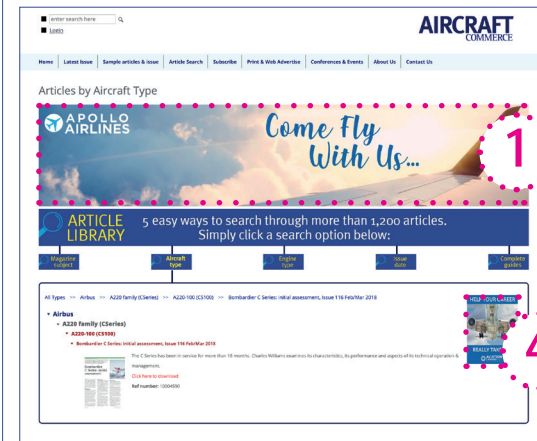 enter search here
Login
AIRCRAFT
COMMERCE
Home Latest Issue Sample articles & issue Article Search Subscribe Print & Web Advertise Conferences & Events About Us Contact Us
Articles by Aircraft Type
APOLLO
AIRLINES
Come Fly
With Us...
1
ARTICLE
LIBRARY
5 easy ways to search through more than 1,200 articles.
Simply click a search option below:
Magazine
subject
Aircraft
type
Engine
type
Issue
date
Complete
guides
All Types >> Airbus >> A220 family (CSeries) >> A220-100 (CS100) >> Bombardier C Series: initial assessment, Issue 116 Feb/Mar 2018
Airbus
A220 family (CSeries)
A220-100 (CS100)
Bombardier C Series: initial assessment, Issue 116 Feb/Mar 2018
The C Series has been in service for more than 18 months. Charles Williams examines its characteristics, its performance and aspects of its technical operation &
management.
Click here to download
Ref number: 10004590
Bombardier
C Series: initial
assessment
HELP YOUR CAREER
REALLY TAKE
4